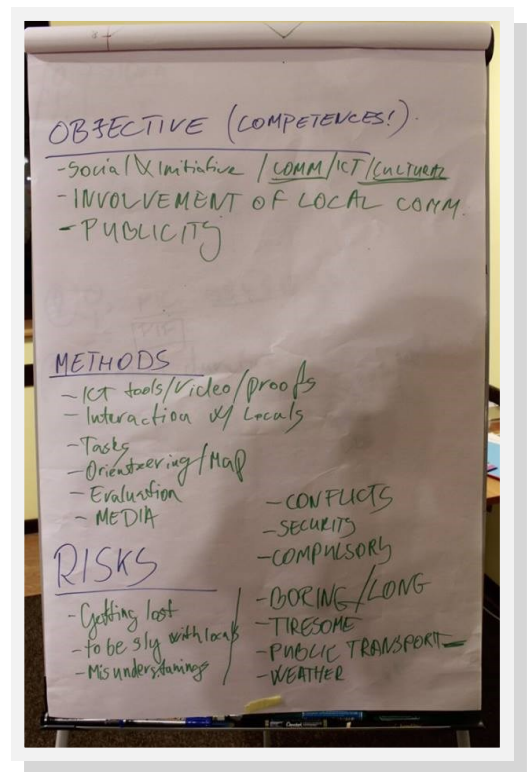 OBJECTIVE (COMPETENCES!).
- Social & Initiative / COMM / ICT / CULTURAL
- INVOLVEMENT OF LOCAL COMM.
- PUBLICITY
METHODS
- ICT tools/Video/proofs
- Interaction w/ Locals
- Tasks
- Orienteering/Map
- Evaluation
- MEDIA
RISKS
- Getting lost
- to be sly with locals
- Misunderstanings
- CONFLICTS
- SECURITY
- COMPULSORY
- BORING/LONG
- TIRESOME
- PUBLIC TRANSPORT
- WEATHER